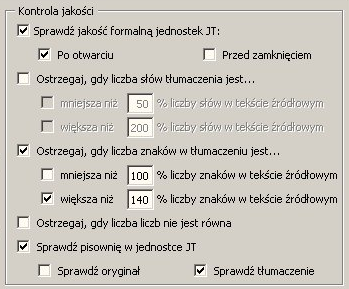 Kontrola jakości
Sprawdź jakość formalną jednostek JT:
Po otwarciu Przed zamknięciem
Ostrzegaj, gdy liczba słów tłumaczenia jest...
mniejsza niż 50 % liczby słów w tekście źródłowym
większa niż 200 % liczby słów w tekście źródłowym
Ostrzegaj, gdy liczba znaków w tłumaczeniu jest...
mniejsza niż 100 % liczby znaków w tekście źródłowym
większa niż 140 % liczby znaków w tekście źródłowym
Ostrzegaj, gdy liczba liczb nie jest równa
Sprawdź pisownię w jednostce JT
Sprawdź oryginał Sprawdź tłumaczenie